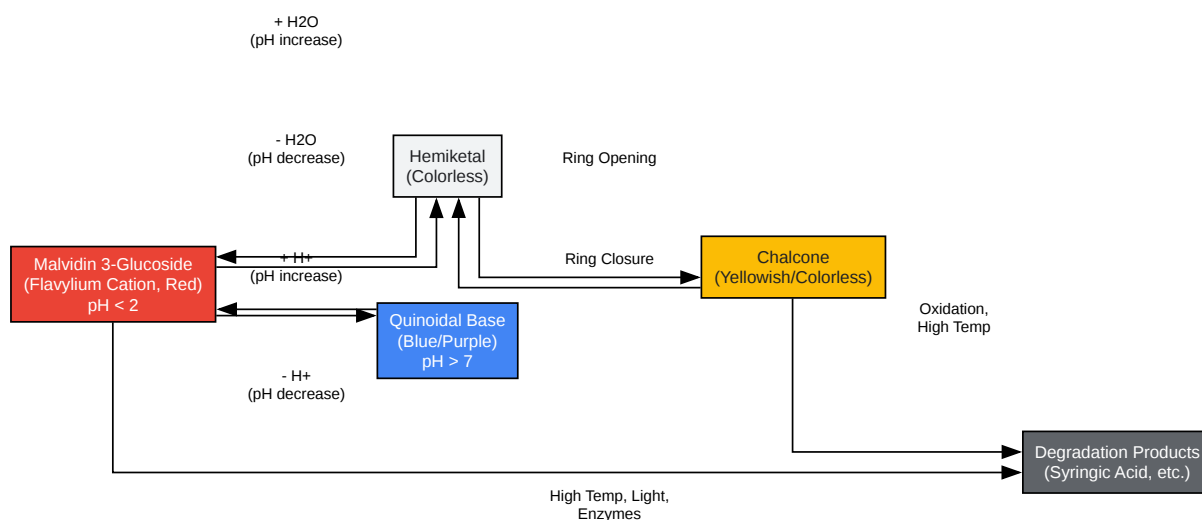 + H2O
(pH increase)
- H2O
(pH decrease)
Hemiketal
(Colorless)
Ring Opening
Malvidin 3-Glucoside
(Flavylium Cation, Red)
pH < 2
+ H+
(pH increase)
Ring Closure
Chalcone
(Yellowish/Colorless)
Quinoidal Base
(Blue/Purple)
pH > 7
Oxidation,
High Temp
- H+
(pH decrease)
Degradation Products
(Syringic Acid, etc.)
High Temp, Light,
Enzymes